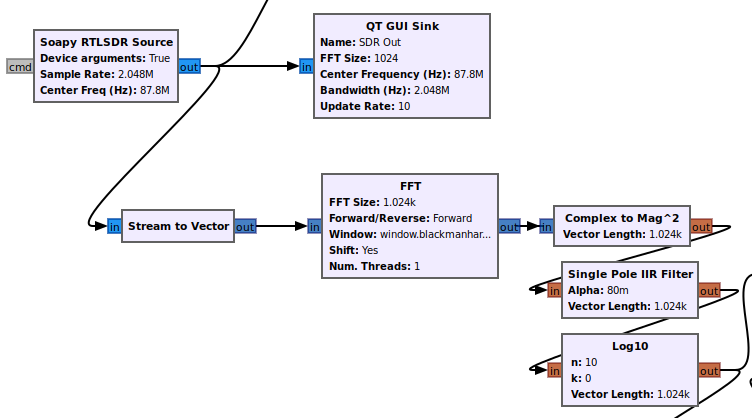 Soapy RTLSDR Source
Device arguments: True
Sample Rate: 2.048M
Center Freq (Hz): 87.8M
cmd
out
QT GUI Sink
Name: SDR Out
FFT Size: 1024
Center Frequency (Hz): 87.8M
Bandwidth (Hz): 2.048M
Update Rate: 10
in
in
Stream to Vector
out
in
FFT
FFT Size: 1.024k
Forward/Reverse: Forward
Window: window.blackmanhar...
Shift: Yes
Num. Threads: 1
out
in
Complex to Mag^2
Vector Length: 1.024k
out
in
Single Pole IIR Filter
Alpha: 80m
Vector Length: 1.024k
out
in
Log10
n: 10
k: 0
Vector Length: 1.024k
out